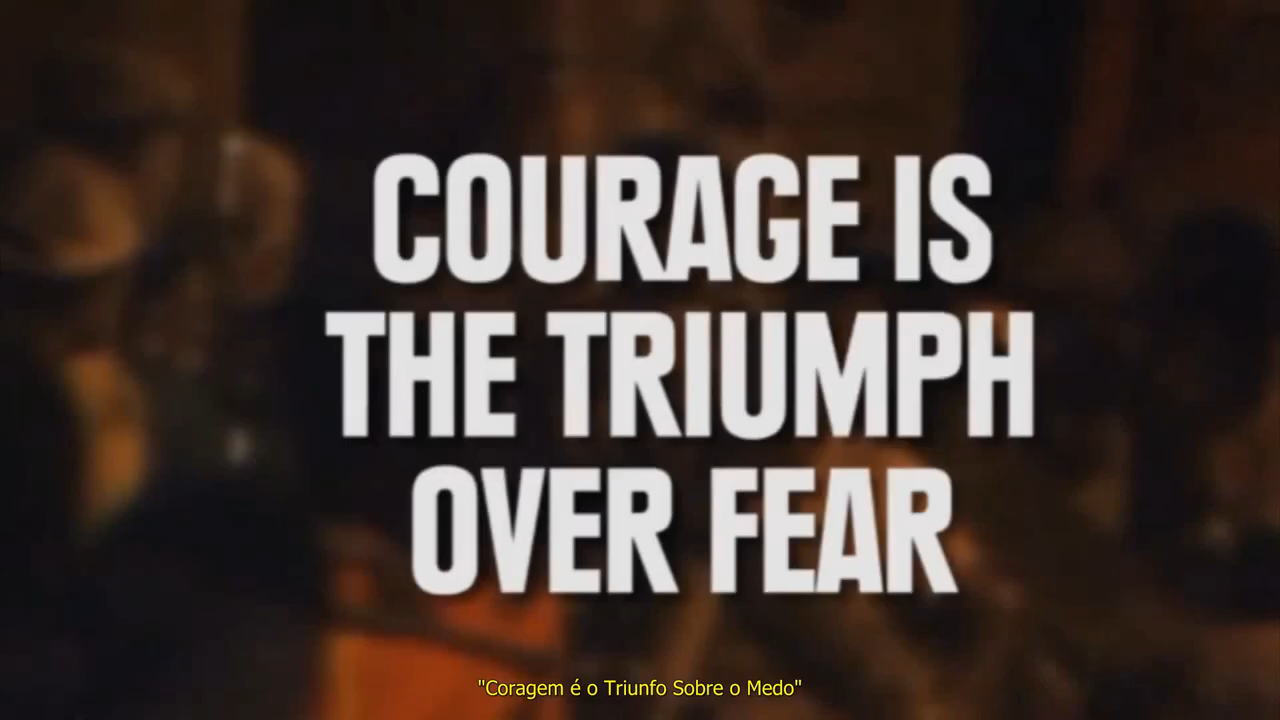 COURAGE IS
THE TRIUMPH
OVER FEAR
"Coragem é o Triunfo Sobre o Medo"